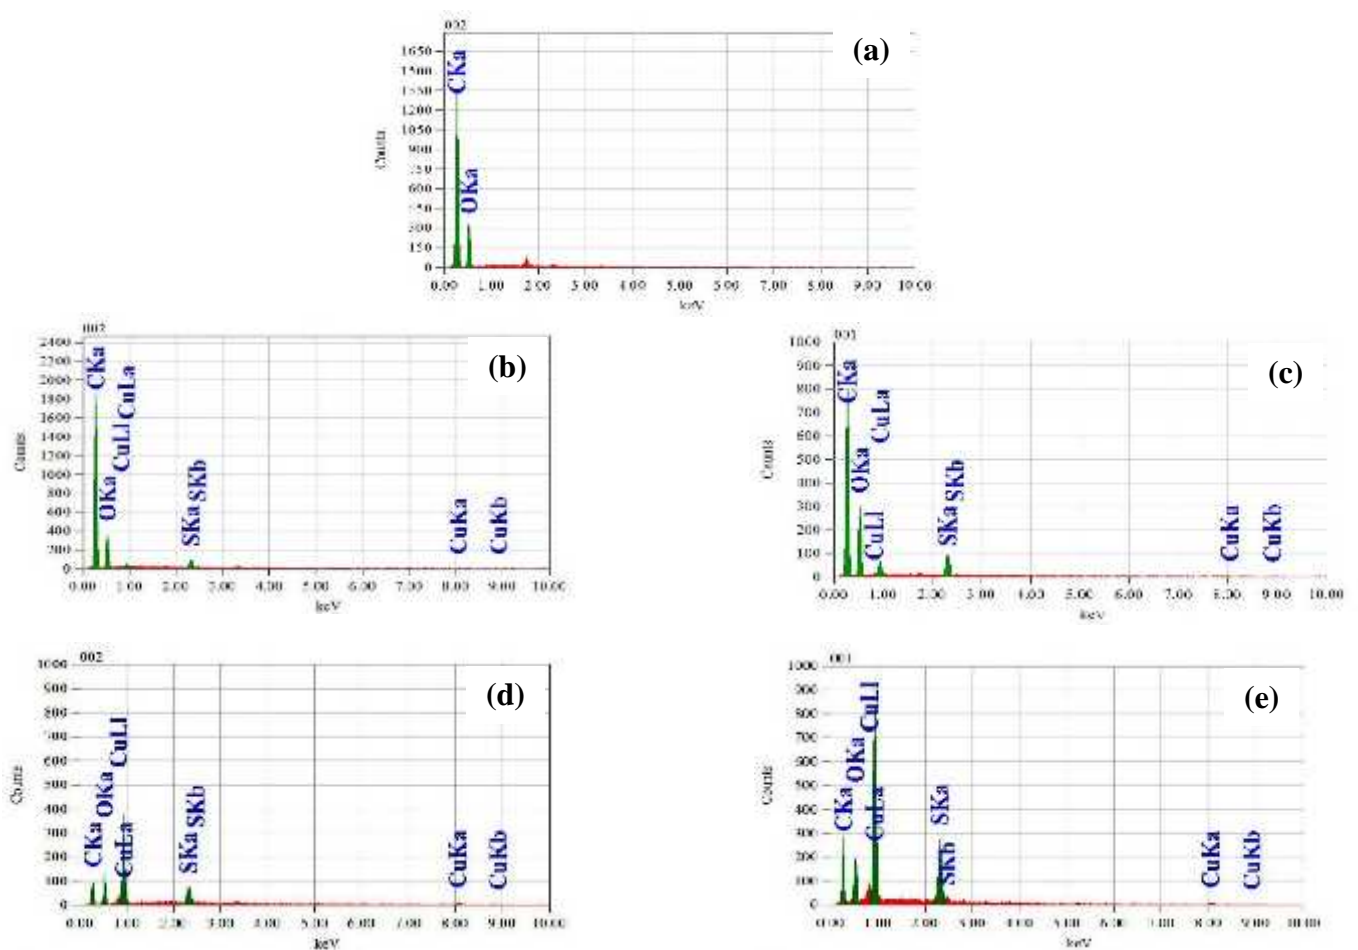 002
(a)
1650
1500
1350
1200
1050
900
750
600
450
300
150
0
Counts
CKa
OKa
0.00 1.00 2.00 3.00 4.00 5.00 6.00 7.00 8.00 9.00 10.00
keV
002
(b)
2400
2200
2000
1800
1600
1400
1200
1000
800
600
400
200
0
Counts
CKa
OKa
CuLl
CuLa
SKa
SKb
CuKa
CuKb
0.00 1.00 2.00 3.00 4.00 5.00 6.00 7.00 8.00 9.00 10.00
keV
001
(c)
1000
900
800
700
600
500
400
300
200
100
0
Counts
CKa
OKa
CuLl
CuLa
SKa
SKb
CuKa
CuKb
0.00 1.00 2.00 3.00 4.00 5.00 6.00 7.00 8.00 9.00 10.00
keV
002
(d)
1000
900
800
700
600
500
400
300
200
100
0
Counts
CKa
OKa
CuLl
CuLa
SKa
SKb
CuKa
CuKb
0.00 1.00 2.00 3.00 4.00 5.00 6.00 7.00 8.00 9.00 10.00
keV
001
(e)
1000
900
800
700
600
500
400
300
200
100
0
Counts
CKa
OKa
CuLl
CuLa
SKa
SKb
CuKa
CuKb
0.00 1.00 2.00 3.00 4.00 5.00 6.00 7.00 8.00 9.00 10.00
keV